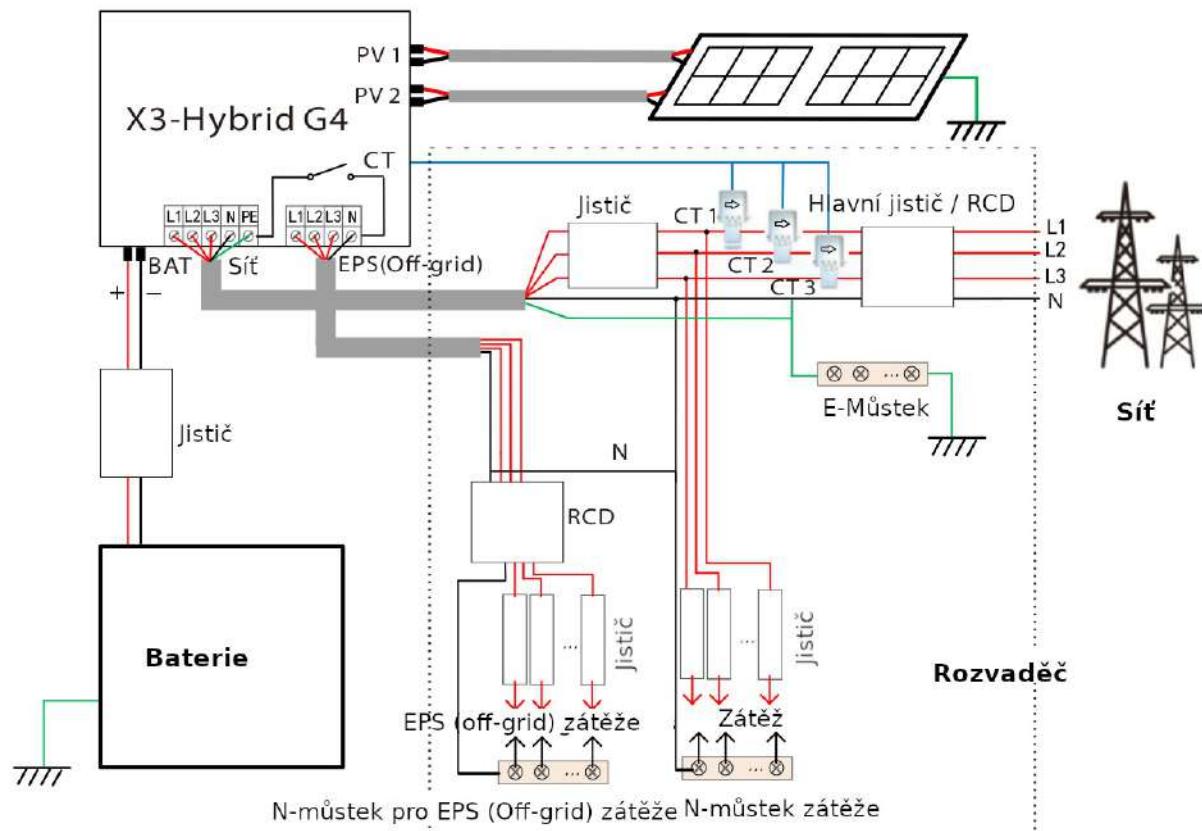 PV 1
PV 2
X3-Hybrid G4
CT
L1 L2 L3 N PE
L1 L2 L3 N
BAT
Síť
EPS(Off-grid)
+
−
Jistič
CT 1
Hlavní jistič / RCD
L1
L2
CT 2
L3
CT 3
N
...
E-Můstek
Síť
Jistič
N
RCD
Baterie
...
Jistič
...
Jistič
Rozvaděč
EPS (off-grid) zátěže
Zátěž
...
...
N-můstek pro EPS (Off-grid) zátěže
N-můstek zátěže